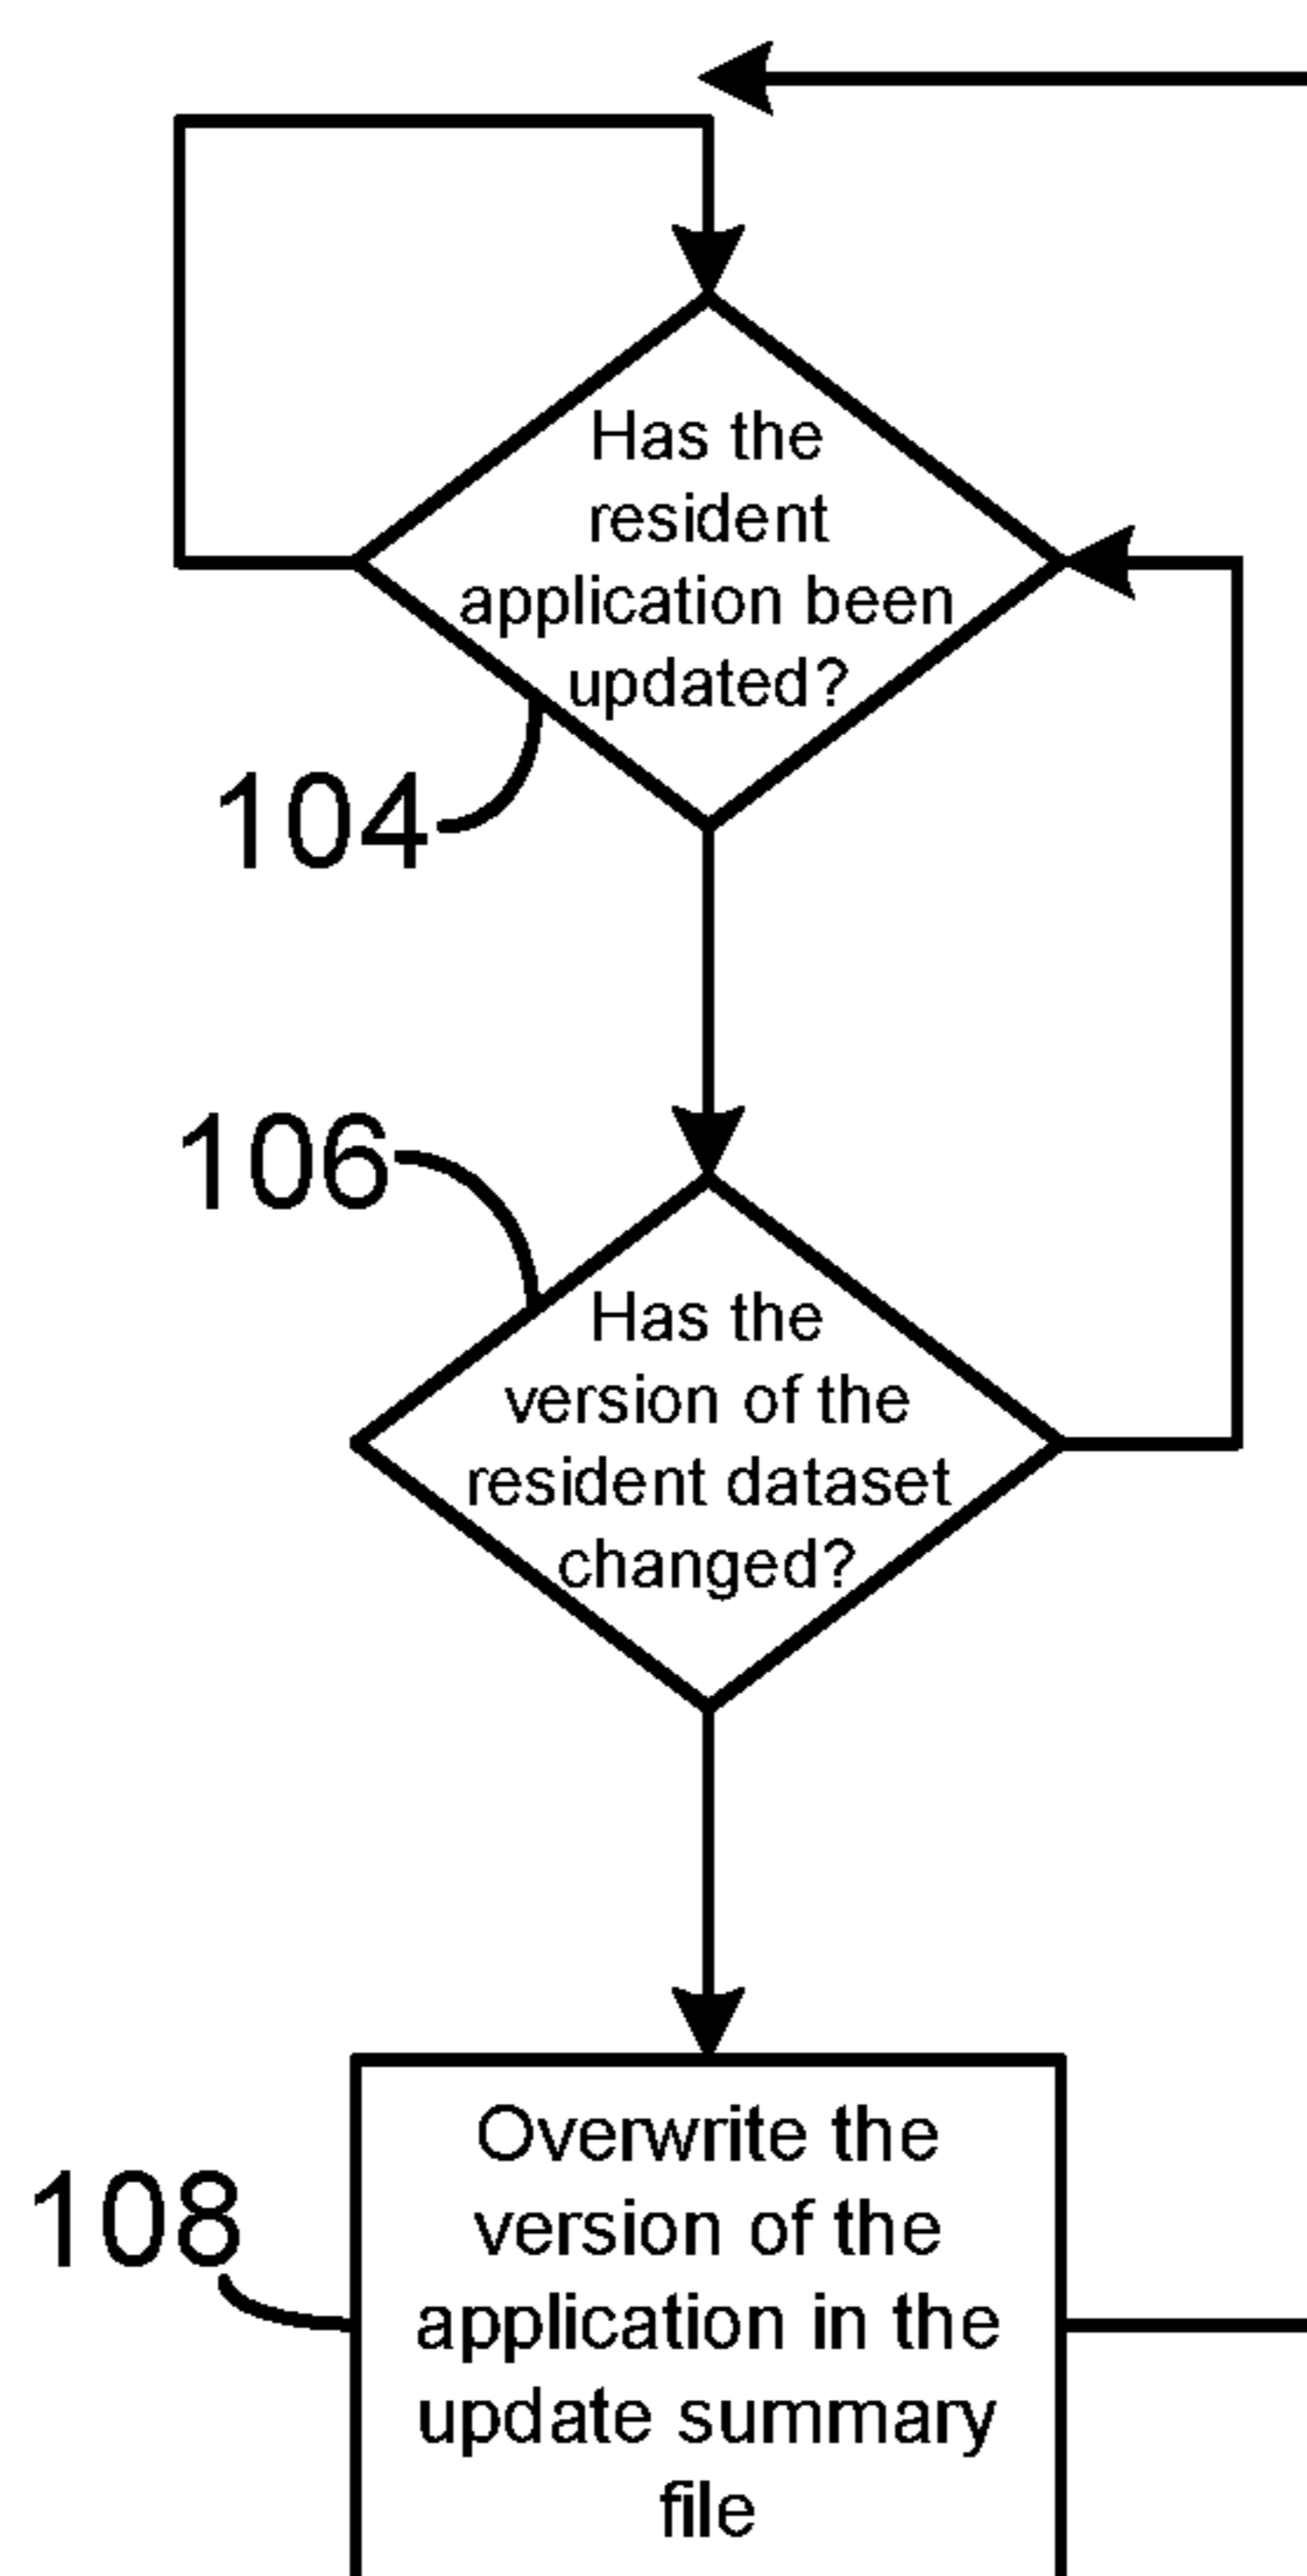 Has the
resident
application been
updated?
104
106
Has the
version of the
resident dataset
changed?
108
Overwrite the
version of the
application in the
update summary
file